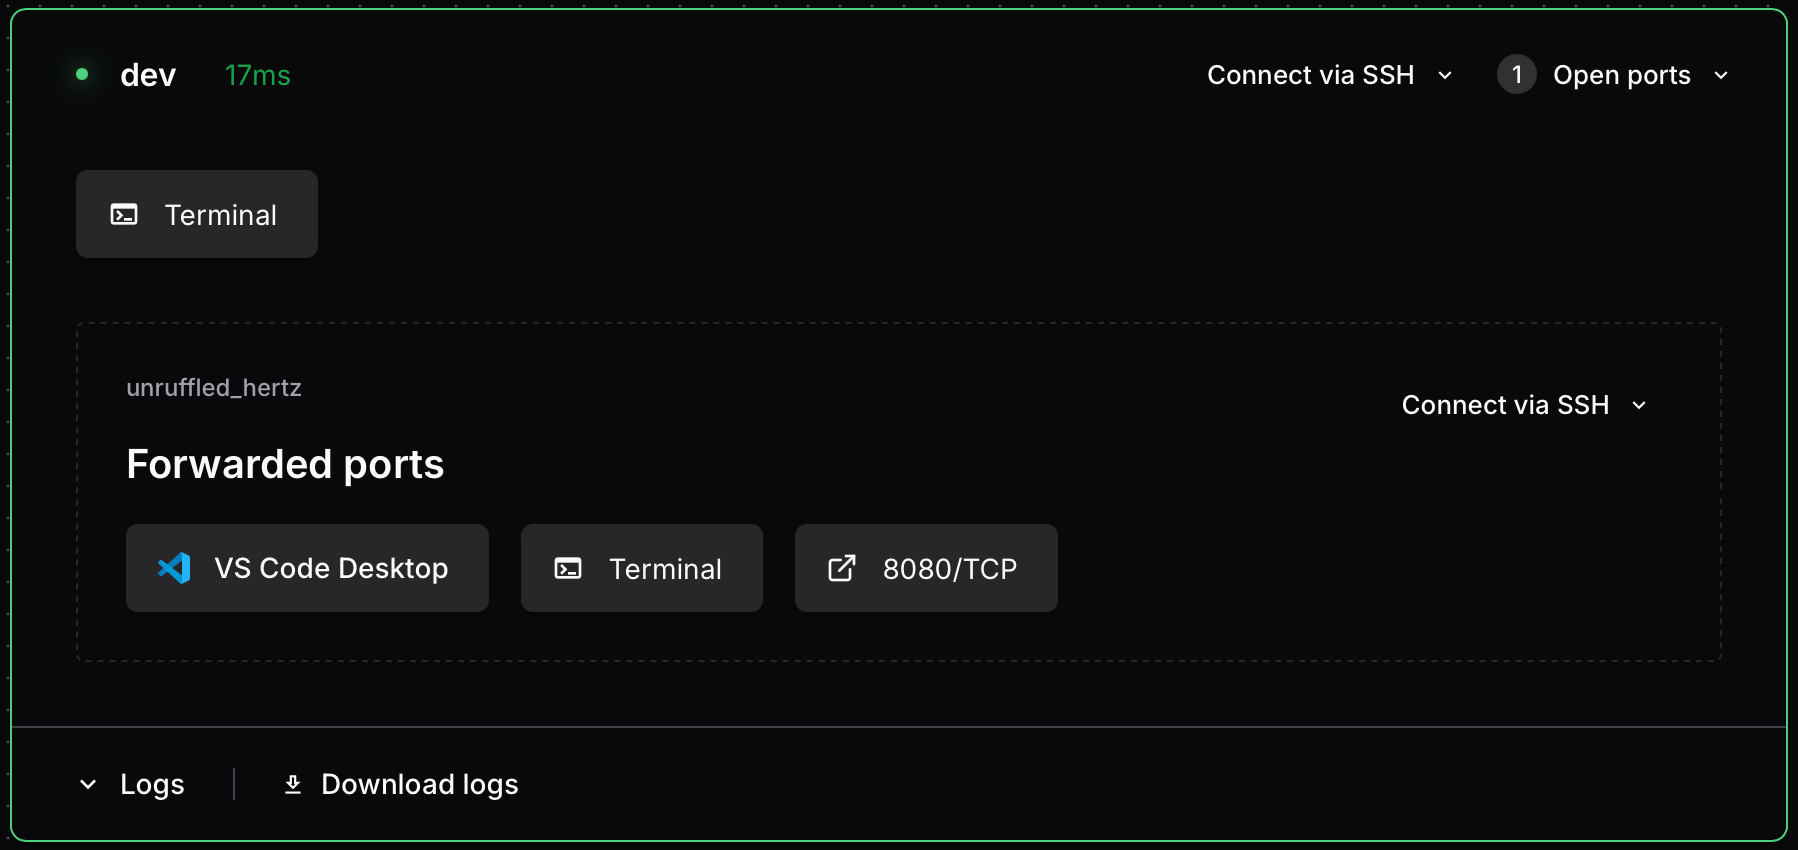 dev 17ms Connect via SSH 1 Open ports
Terminal
unruffled_hertz
Connect via SSH
Forwarded ports
VS Code Desktop Terminal 8080/TCP
Logs Download logs